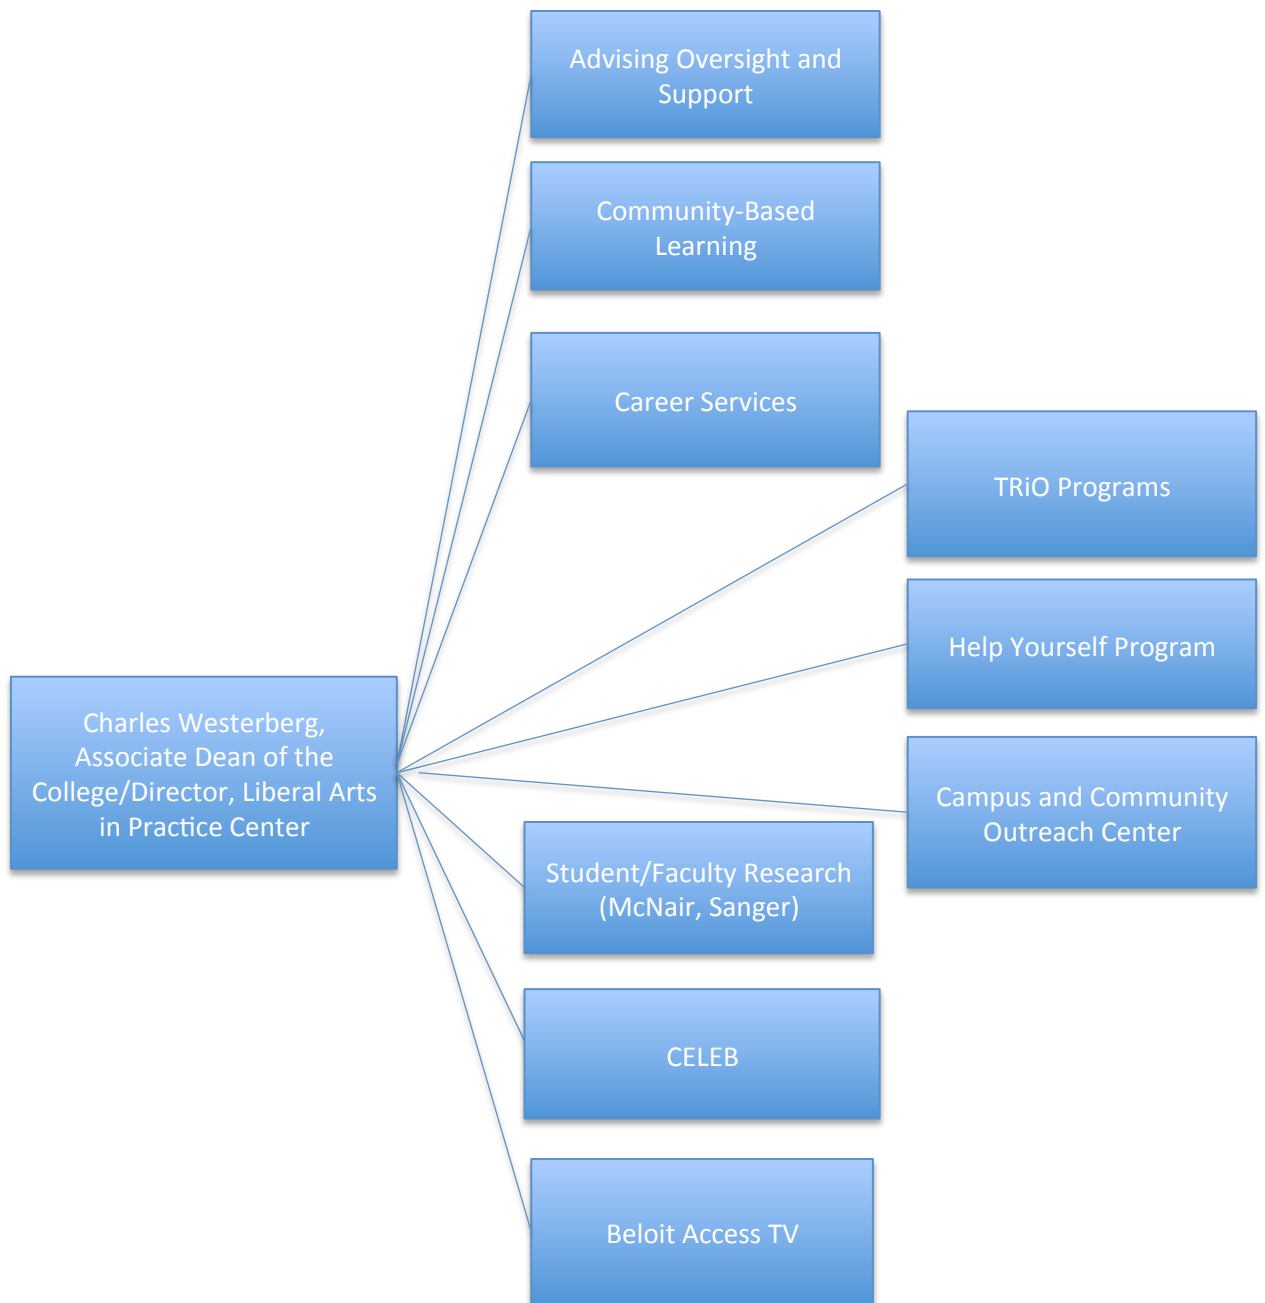 Advising Oversight and
Support
Community-Based
Learning
Career Services
TRiO Programs
Help Yourself Program
Charles Westerberg,
Associate Dean of the
College/Director, Liberal Arts
in Practice Center
Campus and Community
Outreach Center
Student/Faculty Research
(McNair, Sanger)
CELEB
Beloit Access TV